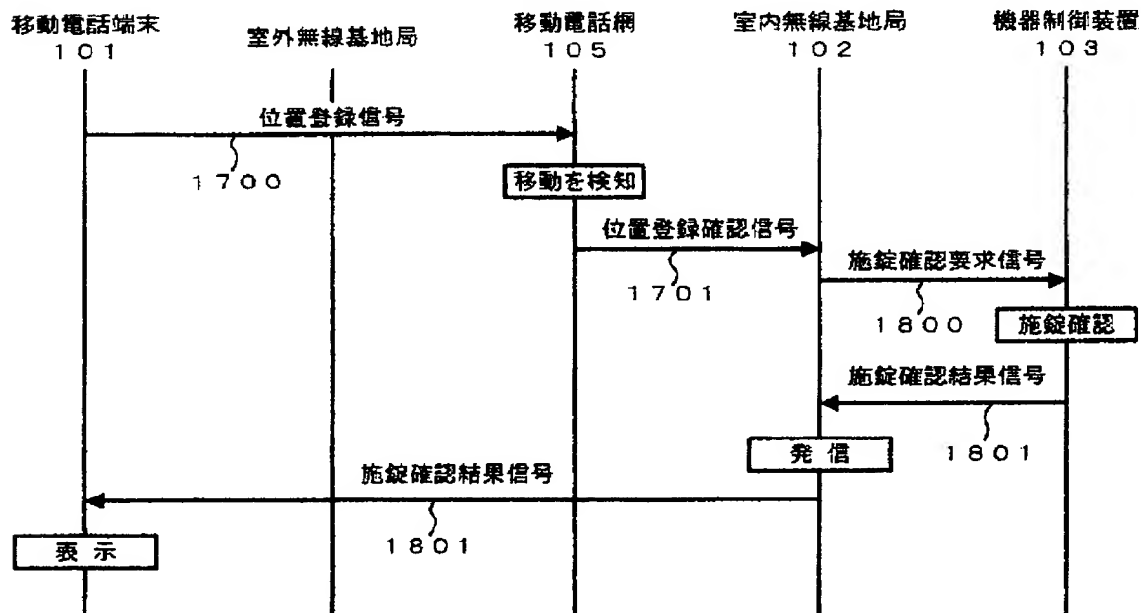 移動電話端末
101
室外無線基地局
移動電話網
105
室内無線基地局
102
機器制御装置
103
位置登録信号
1700
移動を検知
位置登録確認信号
1701
施錠確認要求信号
1800
施錠確認
施錠確認結果信号
1801
発信
施錠確認結果信号
1801
表示